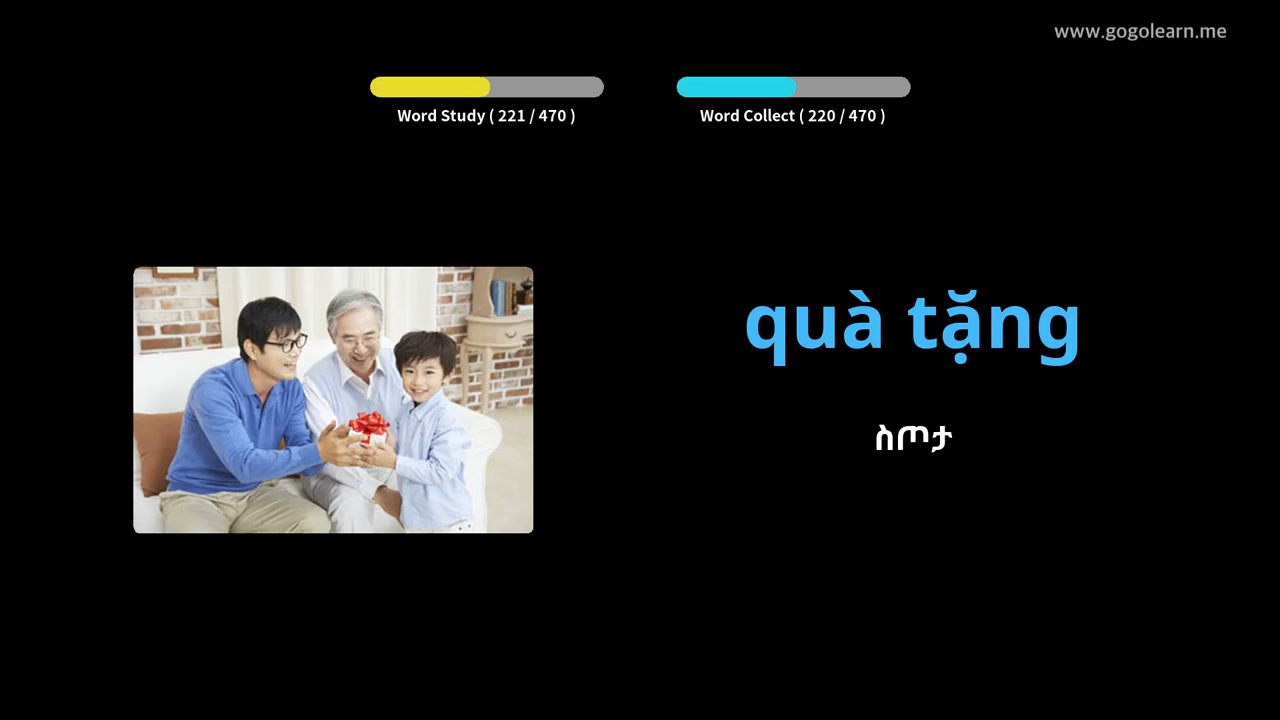 www.gogolearn.me
Word Study ( 221 / 470 )
Word Collect ( 220 / 470 )
quà tặng
ስጦታ